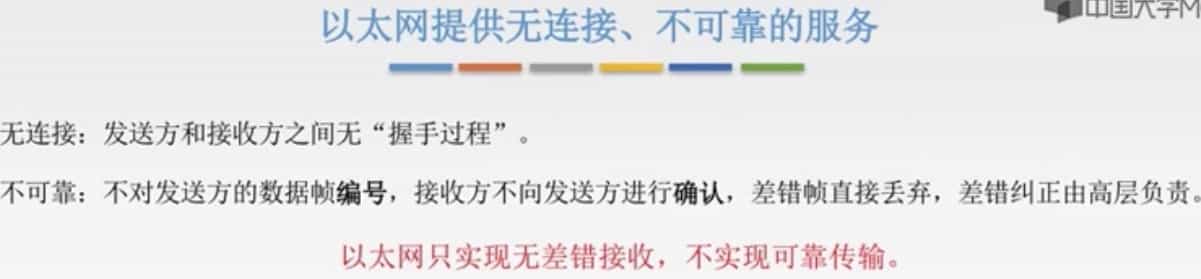 中国大学M
以太网提供无连接、不可靠的服务
无连接：发送方和接收方之间无“握手过程”。
不可靠：不对发送方的数据帧编号，接收方不向发送方进行确认，差错帧直接丢弃，差错纠正由高层负责。
以太网只实现无差错接收，不实现可靠传输。